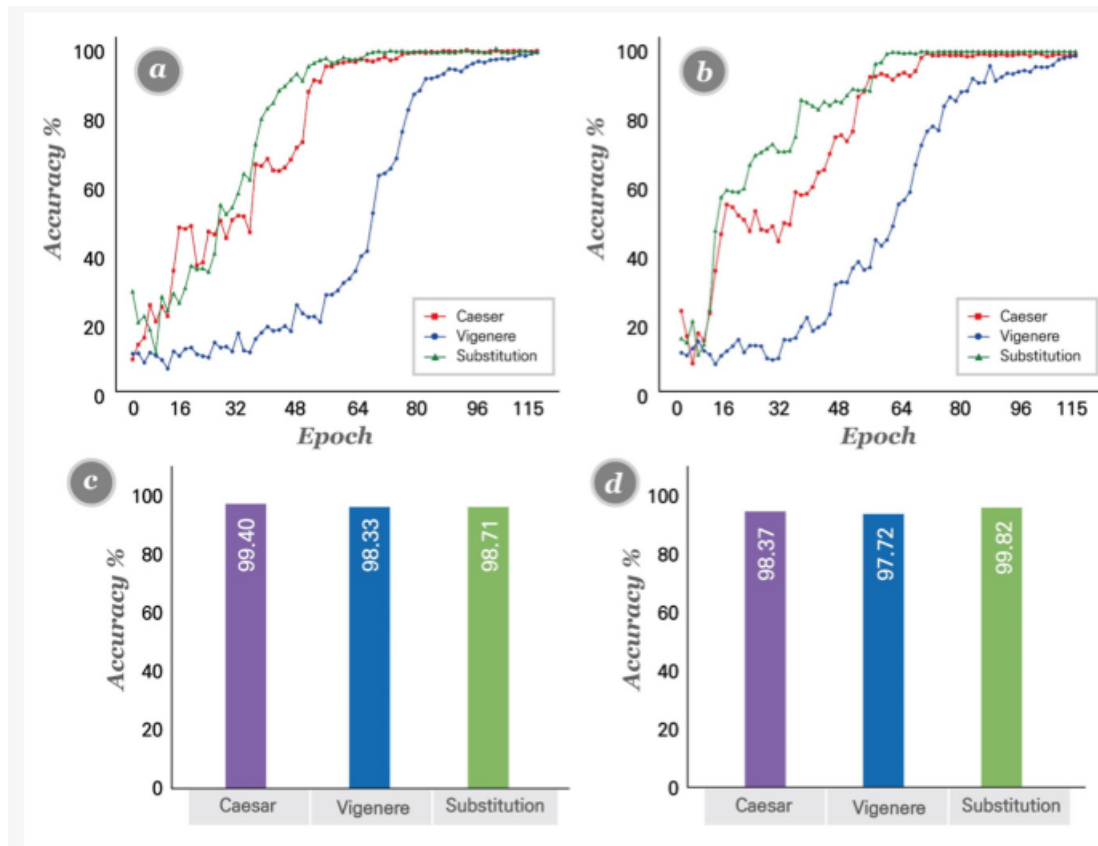 a
Accuracy %
100
80
60
40
20
0
0 16 32 48 64 80 96 115
Epoch
Caeser
Vigenere
Substitution
b
Accuracy %
100
80
60
40
20
0
0 16 32 48 64 80 96 115
Epoch
Caeser
Vigenere
Substitution
c
Accuracy %
100
80
60
40
20
0
99.40
98.33
98.71
Caesar Vigenere Substitution
d
Accuracy %
100
80
60
40
20
0
98.37
97.72
99.82
Caesar Vigenere Substitution